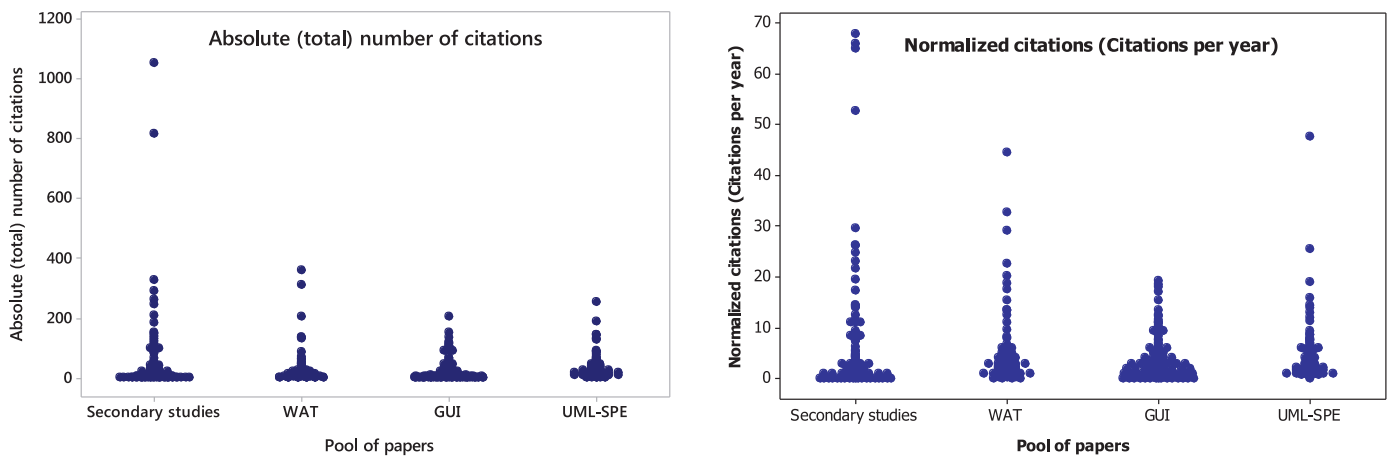 Absolute (total) number of citations
Absolute (total) number of citations
1200
1000
800
600
400
200
0
Secondary studies WAT GUI UML-SPE
Pool of papers
Normalized citations (Citations per year)
Normalized citations (Citations per year)
70
60
50
40
30
20
10
0
Secondary studies WAT GUI UML-SPE
Pool of papers